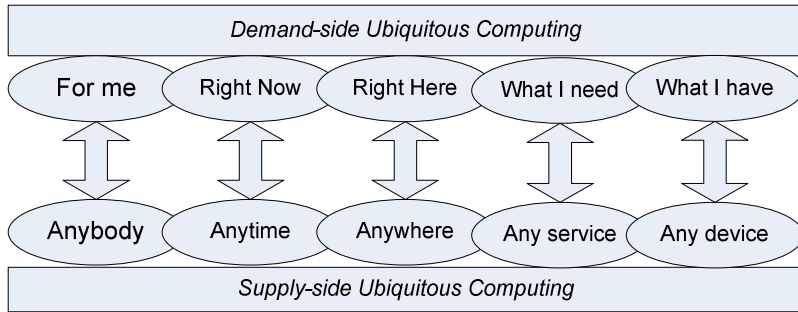 Demand-side Ubiquitous Computing
For me Right Now Right Here What I need What I have
Anybody Anytime Anywhere Any service Any device
Supply-side Ubiquitous Computing